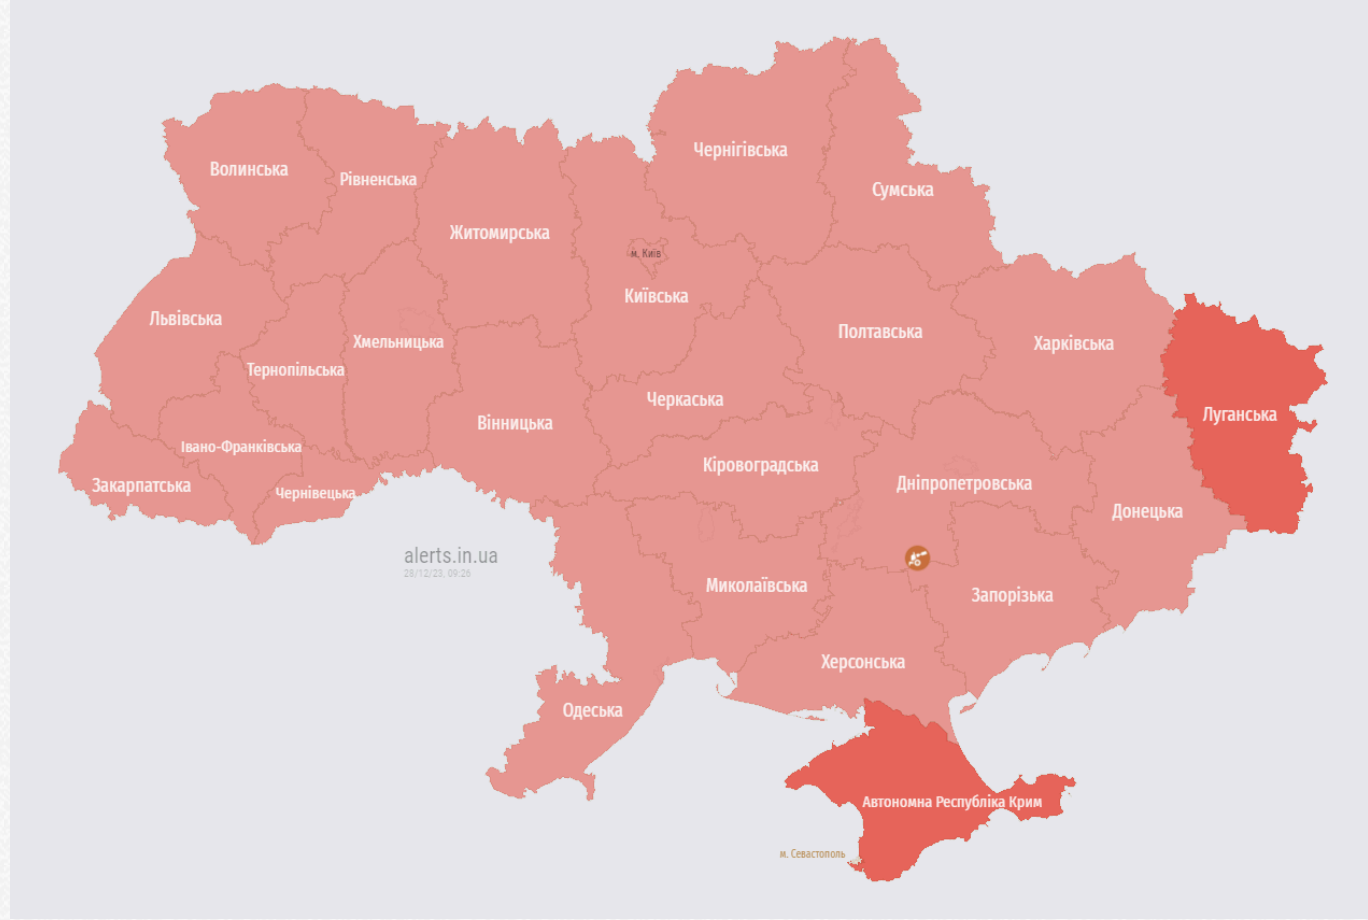 Чернігівська
Волинська
Рівненська
Сумська
Житомирська
м. Київ
Київська
Львівська
Полтавська
Хмельницька
Харківська
Тернопільська
Черкаська
Луганська
Вінницька
Івано-Франківська
Кіровоградська
Закарпатська
Чернівецька
Дніпропетровська
Донецька
alerts.in.ua
28/12/23, 09:26
Миколаївська
Запорізька
Херсонська
Одеська
Автономна Республіка Крим
м. Севастополь